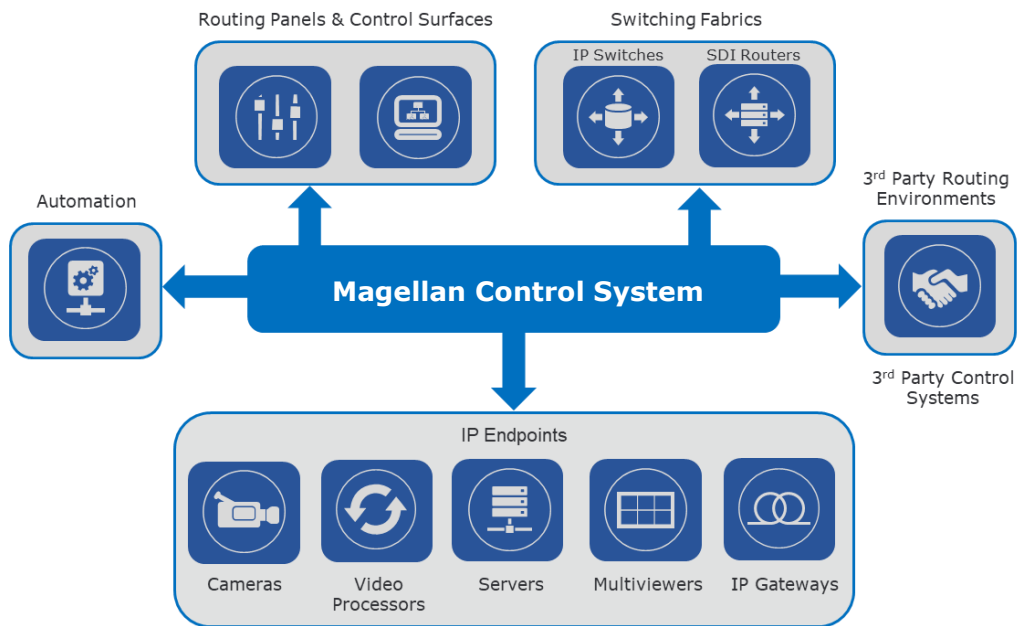 Routing Panels & Control Surfaces
Switching Fabrics
IP Switches
SDI Routers
Automation
3rd Party Routing
Environments
Magellan Control System
3rd Party Control
Systems
IP Endpoints
Cameras
Video
Processors
Servers
Multiviewers
IP Gateways